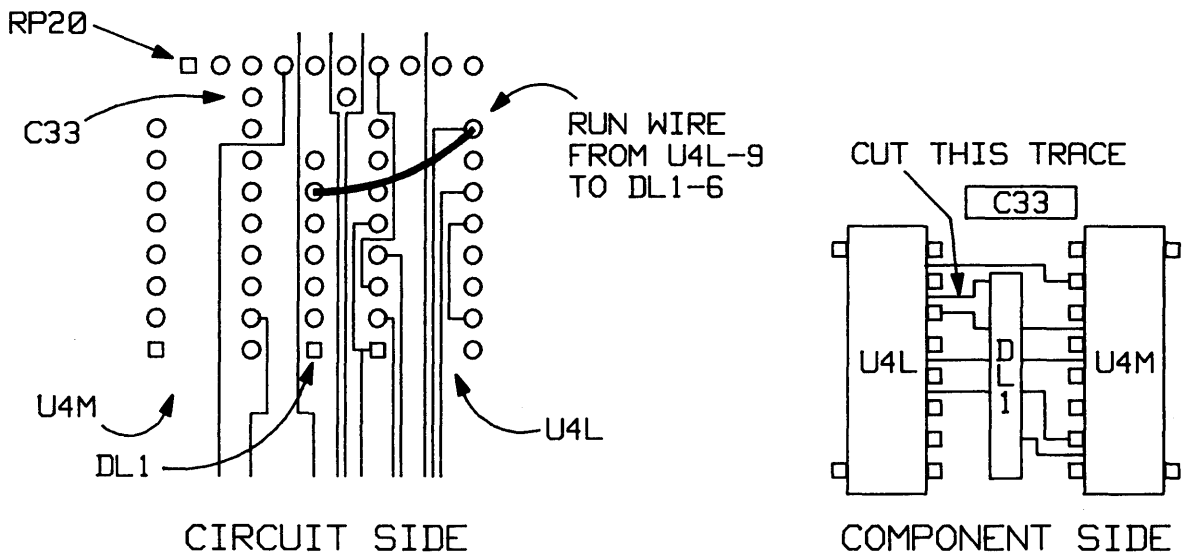 RP20
C33
RUN WIRE
FROM U4L-9
TO DL1-6
U4M
DL1
U4L
CIRCUIT SIDE
CUT THIS TRACE
C33
U4L
DL1
U4M
COMPONENT SIDE